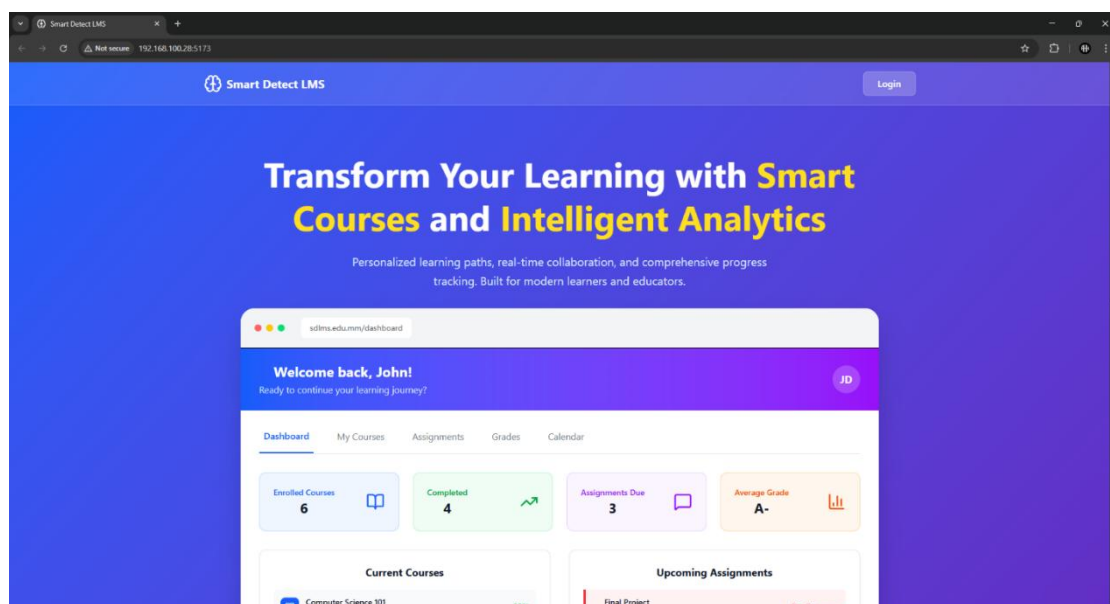 Smart Detect LMS
Not secure 192.168.100.28:5173
Smart Detect LMS
Login
Transform Your Learning with Smart
Courses and Intelligent Analytics
Personalized learning paths, real-time collaboration, and comprehensive progress
tracking. Built for modern learners and educators.
sdlms.edu.mm/dashboard
Welcome back, John!
Ready to continue your learning journey?
JD
Dashboard My Courses Assignments Grades Calendar
Enrolled Courses
6
Completed
4
Assignments Due
3
Average Grade
A-
Current Courses
Upcoming Assignments
Computer Science 101
Final Project